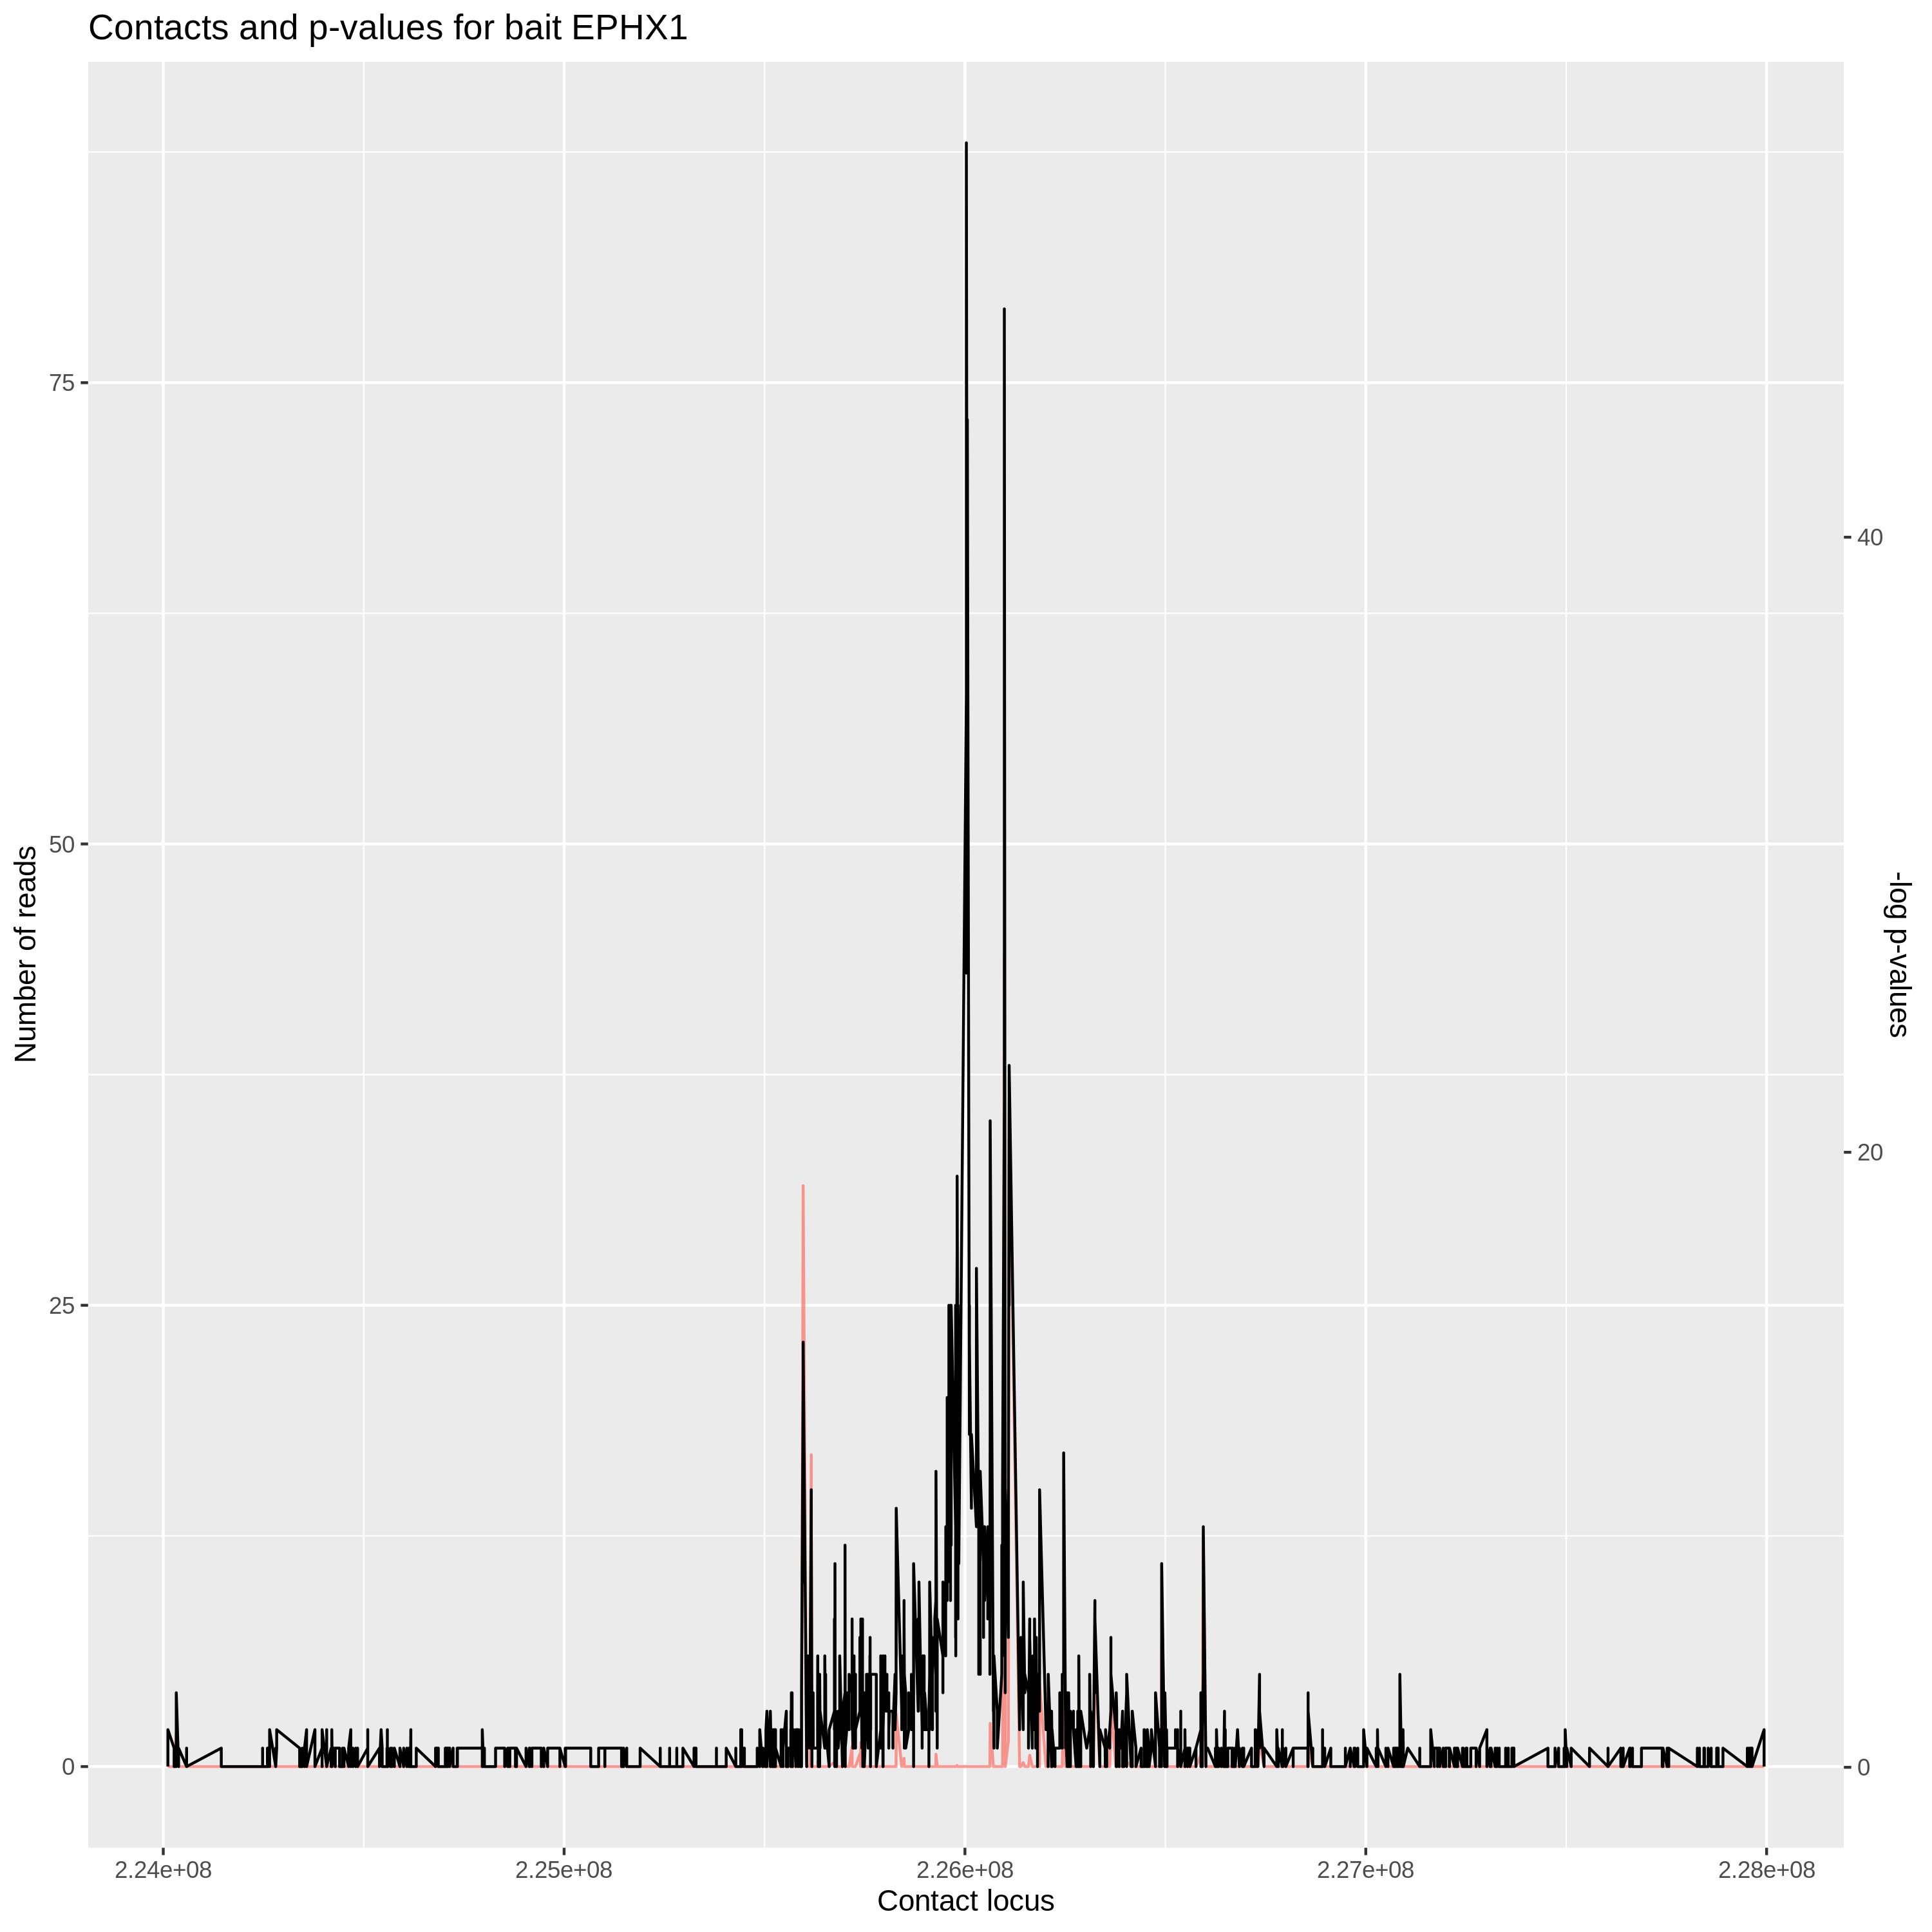 Contacts and p-values for bait EPHX1
75
50
25
0
Number of reads
40
20
0
-log p-values
2.24e+08
2.25e+08
2.26e+08
2.27e+08
2.28e+08
Contact locus